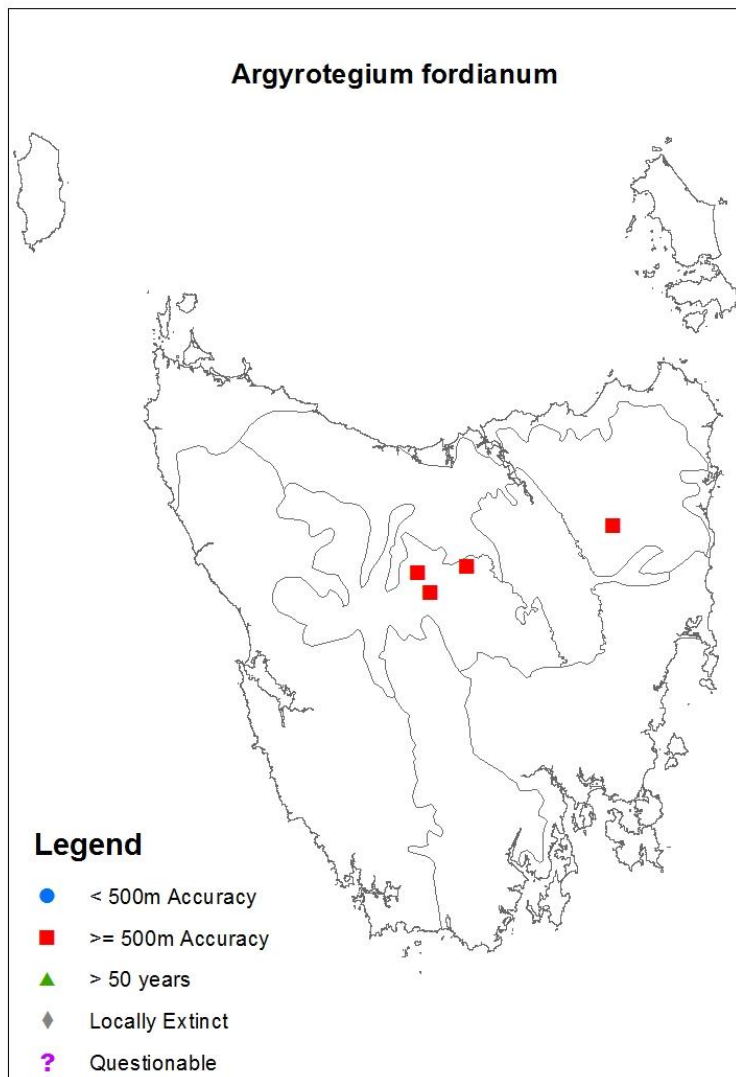 Argyrotegium fordianum
Legend
< 500m Accuracy
>= 500m Accuracy
> 50 years
Locally Extinct
? Questionable